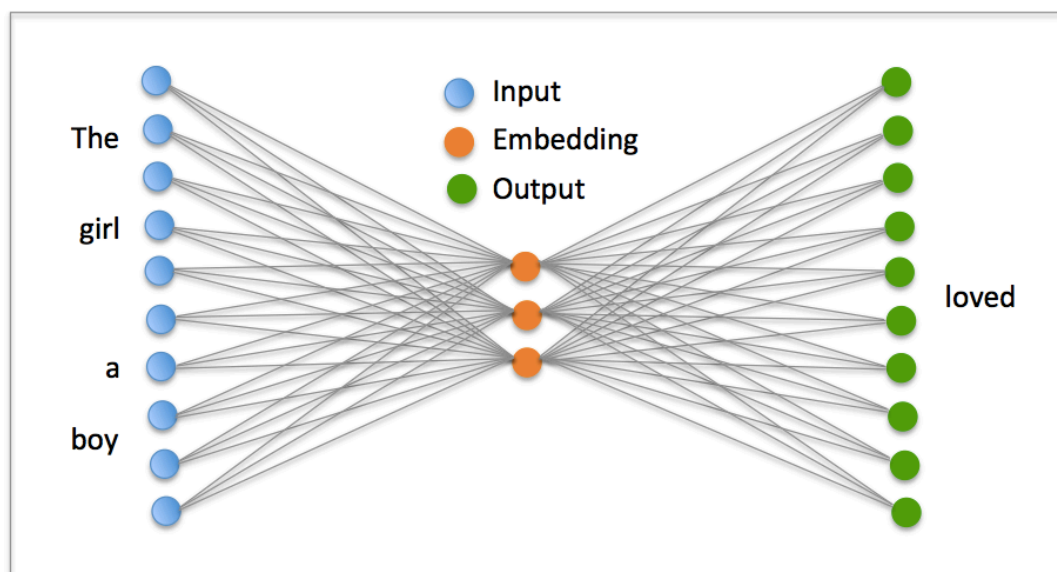 The
girl
a
boy
Input
Embedding
Output
loved